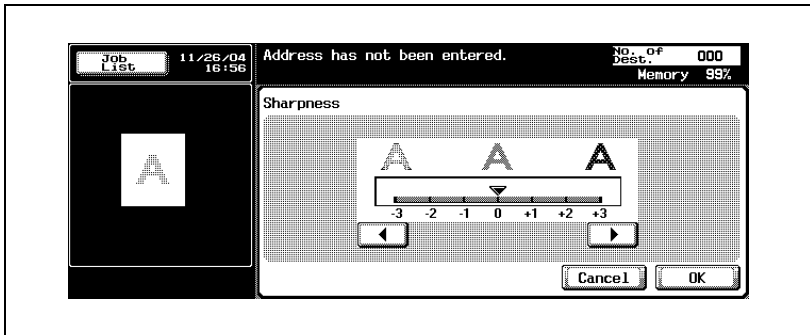 Job
List
11/26/04
16:56
Address has not been entered.
No. of
Dest.
000
Memory 99%
Sharpness
A
A A A
-3 -2 -1 0 +1 +2 +3
Cancel
OK